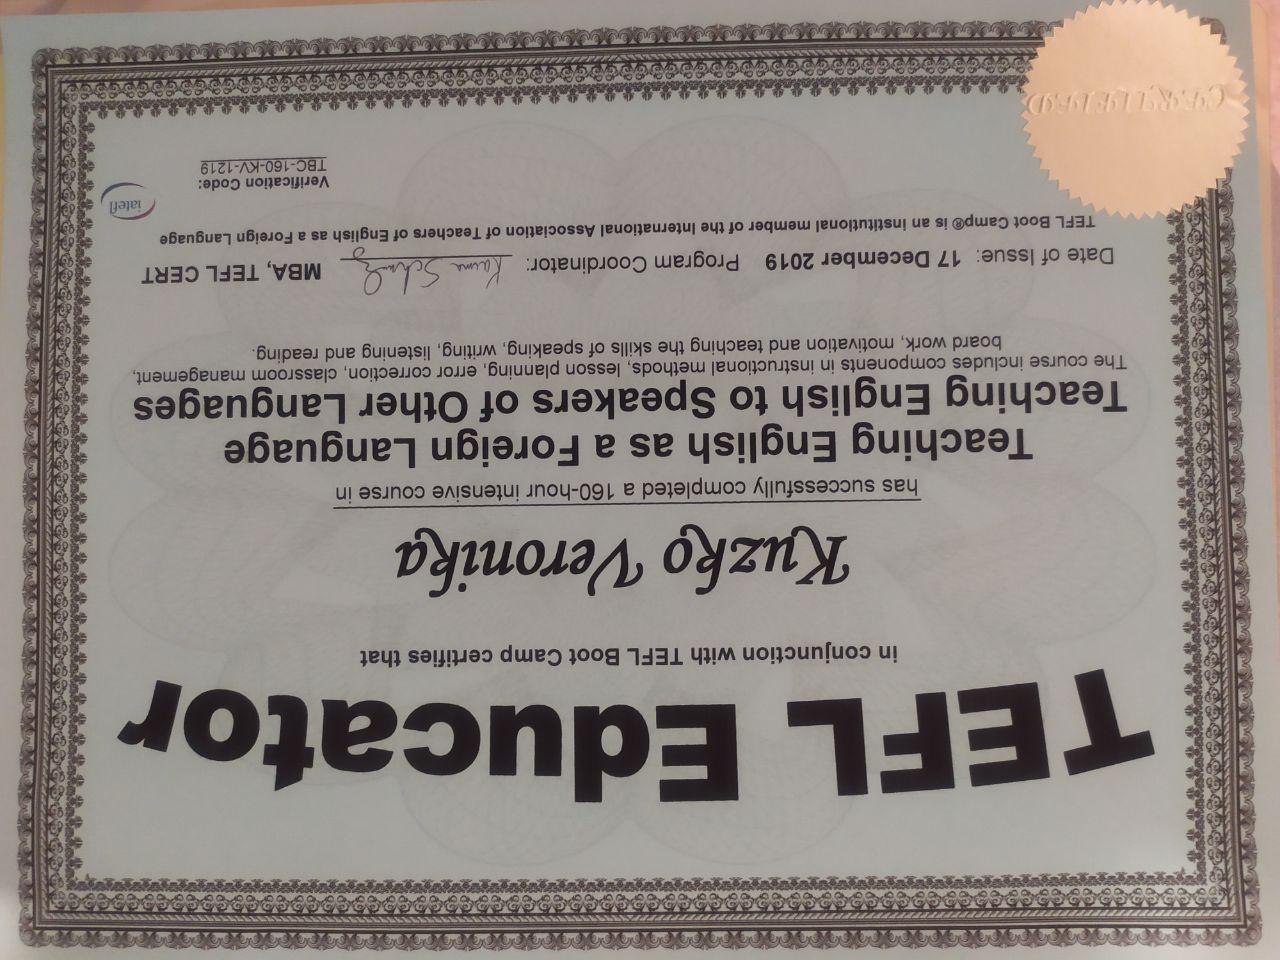 TEFL Educator
in conjunction with TEFL Boot Camp certifies that
Kuzko Veronika
has successfully completed a 160-hour intensive course in
Teaching English as a Foreign Language
Teaching English to Speakers of Other Languages
The course includes components in instructional methods, lesson planning, error correction, classroom management,
board work, motivation and teaching the skills of speaking, writing, listening and reading.
Date of Issue: 17 December 2019 Program Coordinator: MBA, TEFL CERT
TEFL Boot Camp® is an institutional member of the International Association of Teachers of English as a Foreign Language
iatefl
Verification Code:
TBC-160-KV-1219
CERTIFIED